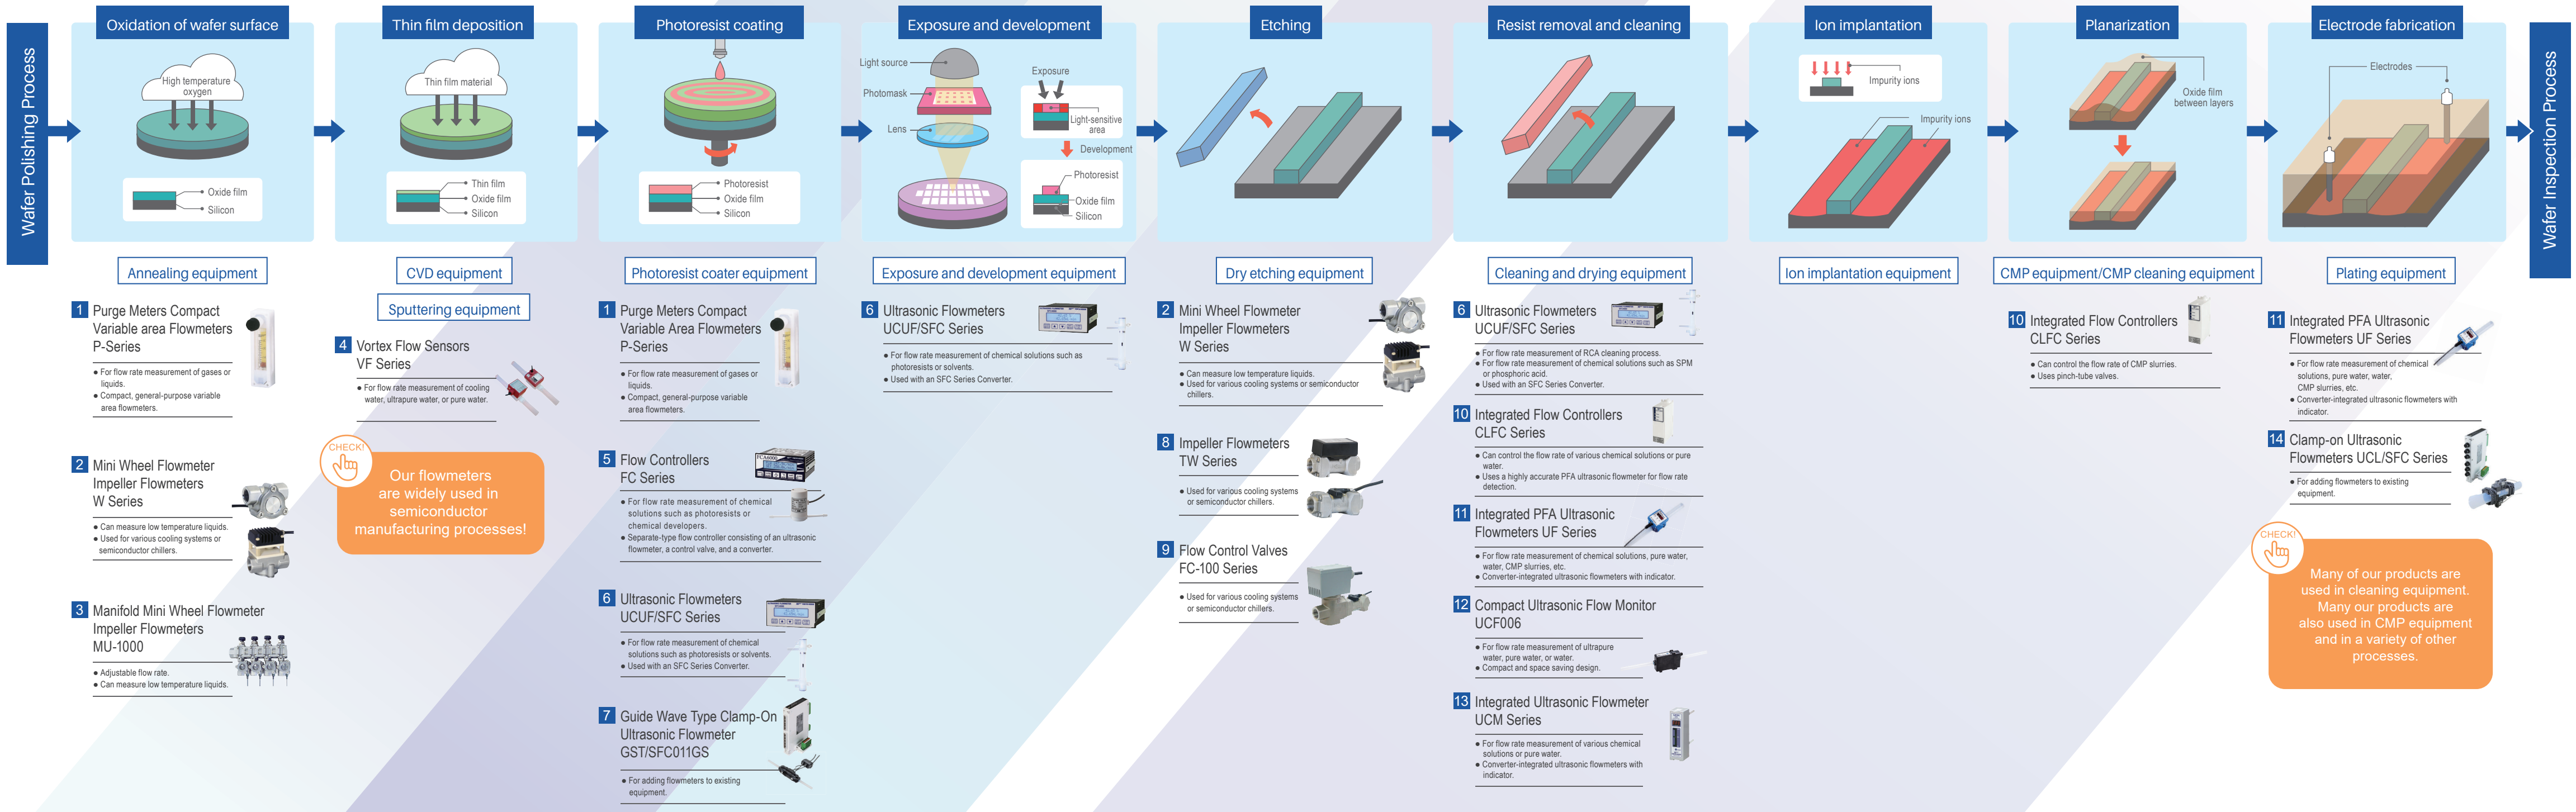 Wafer Polishing Process
Oxidation of wafer surface
High temperature
oxygen
Oxide film
Silicon
Thin film deposition
Thin film material
Thin film
Oxide film
Silicon
Photoresist coating
Photoresist
Oxide film
Silicon
Exposure and development
Light source
Photomask
Lens
Exposure
Light-sensitive
area
Development
Photoresist
Oxide film
Silicon
Etching
Resist removal and cleaning
Ion implantation
Impurity ions
Impurity ions
Planarization
Oxide film
between layers
Electrode fabrication
Electrodes
Wafer Inspection Process
Annealing equipment
1 Purge Meters Compact
Variable area Flowmeters
P-Series
● For flow rate measurement of gases or
liquids.
● Compact, general-purpose variable
area flowmeters.
2 Mini Wheel Flowmeter
Impeller Flowmeters
W Series
● Can measure low temperature liquids.
● Used for various cooling systems or
semiconductor chillers.
3 Manifold Mini Wheel Flowmeter
Impeller Flowmeters
MU-1000
● Adjustable flow rate.
● Can measure low temperature liquids.
CVD equipment
Sputtering equipment
4 Vortex Flow Sensors
VF Series
● For flow rate measurement of cooling
water, ultrapure water, or pure water.
CHECK!
Our flowmeters
are widely used in
semiconductor
manufacturing processes!
Photoresist coater equipment
1 Purge Meters Compact
Variable Area Flowmeters
P-Series
● For flow rate measurement of gases or
liquids.
● Compact, general-purpose variable
area flowmeters.
5 Flow Controllers
FC Series
FCA6000
● For flow rate measurement of chemical
solutions such as photoresists or
chemical developers.
● Separate-type flow controller consisting of an ultrasonic
flowmeter, a control valve, and a converter.
6 Ultrasonic Flowmeters
UCUF/SFC Series
● For flow rate measurement of chemical
solutions such as photoresists or solvents.
● Used with an SFC Series Converter.
7 Guide Wave Type Clamp-On
Ultrasonic Flowmeter
GST/SFC011GS
● For adding flowmeters to existing
equipment.
Exposure and development equipment
6 Ultrasonic Flowmeters
UCUF/SFC Series
● For flow rate measurement of chemical solutions such as
photoresists or solvents.
● Used with an SFC Series Converter.
Dry etching equipment
2 Mini Wheel Flowmeter
Impeller Flowmeters
W Series
● Can measure low temperature liquids.
● Used for various cooling systems or semiconductor
chillers.
8 Impeller Flowmeters
TW Series
● Used for various cooling systems
or semiconductor chillers.
9 Flow Control Valves
FC-100 Series
● Used for various cooling systems
or semiconductor chillers.
Cleaning and drying equipment
6 Ultrasonic Flowmeters
UCUF/SFC Series
● For flow rate measurement of RCA cleaning process.
● For flow rate measurement of chemical solutions such as SPM
or phosphoric acid.
● Used with an SFC Series Converter.
10 Integrated Flow Controllers
CLFC Series
● Can control the flow rate of various chemical solutions or pure
water.
● Uses a highly accurate PFA ultrasonic flowmeter for flow rate
detection.
11 Integrated PFA Ultrasonic
Flowmeters UF Series
● For flow rate measurement of chemical solutions, pure water,
water, CMP slurries, etc.
● Converter-integrated ultrasonic flowmeters with indicator.
12 Compact Ultrasonic Flow Monitor
UCF006
● For flow rate measurement of ultrapure
water, pure water, or water.
● Compact and space saving design.
13 Integrated Ultrasonic Flowmeter
UCM Series
● For flow rate measurement of various chemical
solutions or pure water.
● Converter-integrated ultrasonic flowmeters with
indicator.
Ion implantation equipment
CMP equipment/CMP cleaning equipment
10 Integrated Flow Controllers
CLFC Series
● Can control the flow rate of CMP slurries.
● Uses pinch-tube valves.
Plating equipment
11 Integrated PFA Ultrasonic
Flowmeters UF Series
● For flow rate measurement of chemical
solutions, pure water, water,
CMP slurries, etc.
● Converter-integrated ultrasonic flowmeters with
indicator.
14 Clamp-on Ultrasonic
Flowmeters UCL/SFC Series
● For adding flowmeters to existing
equipment.
CHECK!
Many of our products are
used in cleaning equipment.
Many our products are
also used in CMP equipment
and in a variety of other
processes.